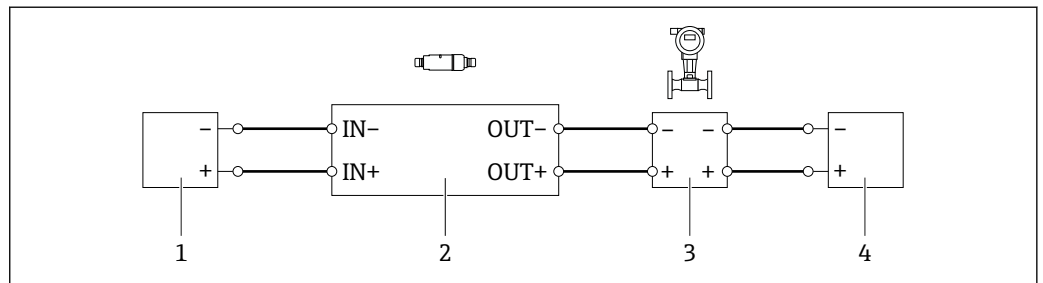 − IN− OUT− − − −
+ IN+ OUT+ + + +
1 2 3 4